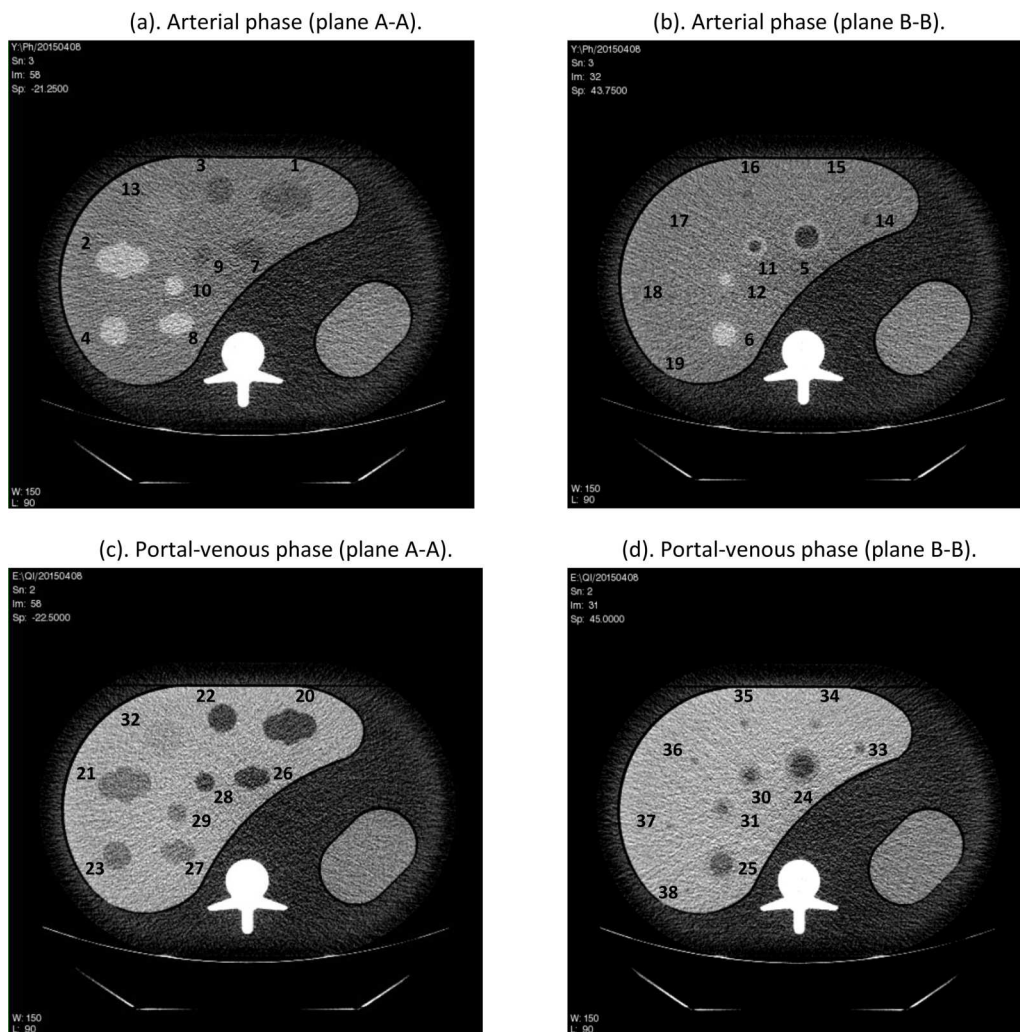 (a). Arterial phase (plane A-A).
Y:\Ph/20150408
Sn: 3
Im: 58
Sp: -21.2500
3
1
13
2
9
7
10
4
8
W: 150
L: 90
(b). Arterial phase (plane B-B).
Y:\Ph/20150408
Sn: 3
Im: 32
Sp: 43.7500
16
15
17
14
11
5
18
12
6
19
W: 150
L: 90
(c). Portal-venous phase (plane A-A).
E:\QI/20150408
Sn: 2
Im: 58
Sp: -22.5000
22
20
32
21
26
28
29
23
27
W: 150
L: 90
(d). Portal-venous phase (plane B-B).
E:\QI/20150408
Sn: 2
Im: 31
Sp: 45.0000
35
34
36
33
30
24
37
31
25
38
W: 150
L: 90